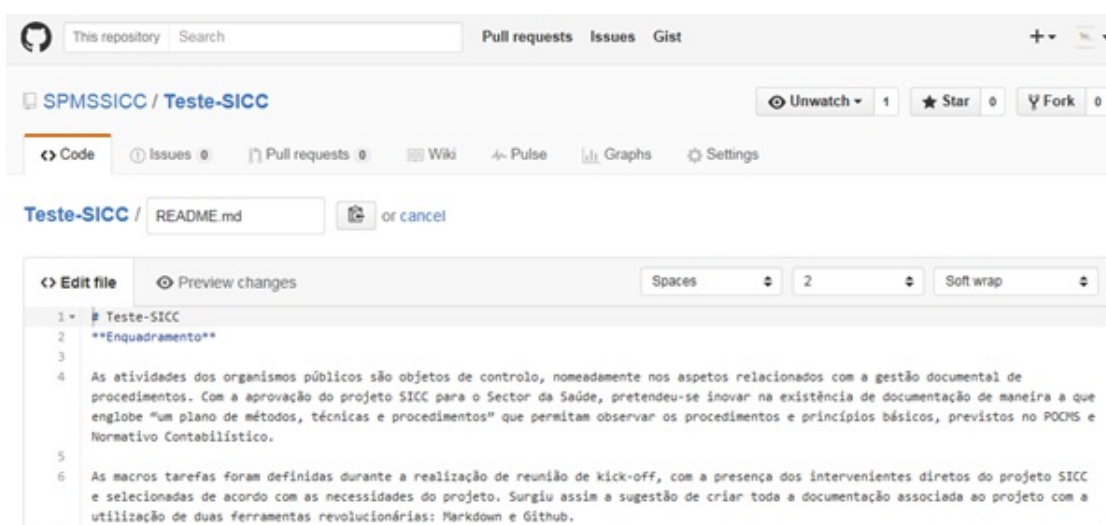 This repository Search Pull requests Issues Gist
SPMSSICC / Teste-SICC Unwatch 1 Star 0 Fork 0
Code Issues 0 Pull requests 0 Wiki Pulse Graphs Settings
Teste-SICC / README.md or cancel
Edit file Preview changes Spaces 2 Soft wrap
1 # Teste-SICC
2 **Enquadramento**
3
4 As atividades dos organismos públicos são objetos de controlo, nomeadamente nos aspetos relacionados com a gestão documental de
procedimentos. Com a aprovação do projeto SICC para o Sector da Saúde, pretendeu-se inovar na existência de documentação de maneira a que
englobe “um plano de métodos, técnicas e procedimentos” que permitam observar os procedimentos e princípios básicos, previstos no POCMS e
Normativo Contabilístico.
5
6 As macros tarefas foram definidas durante a realização de reunião de kick-off, com a presença dos intervenientes diretos do projeto SICC
e selecionadas de acordo com as necessidades do projeto. Surgiu assim a sugestão de criar toda a documentação associada ao projeto com a
utilização de duas ferramentas revolucionárias: Markdown e Github.